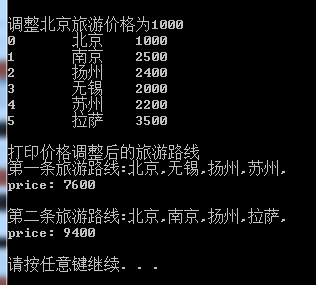 调整北京旅游价格为1000
0 北京 1000
1 南京 2500
2 扬州 2400
3 无锡 2000
4 苏州 2200
5 拉萨 3500
打印价格调整后的旅游路线
第一条旅游路线:北京,无锡,扬州,苏州,
price: 7600
第二条旅游路线:北京,南京,扬州,拉萨,
price: 9400
请按任意键继续. . .